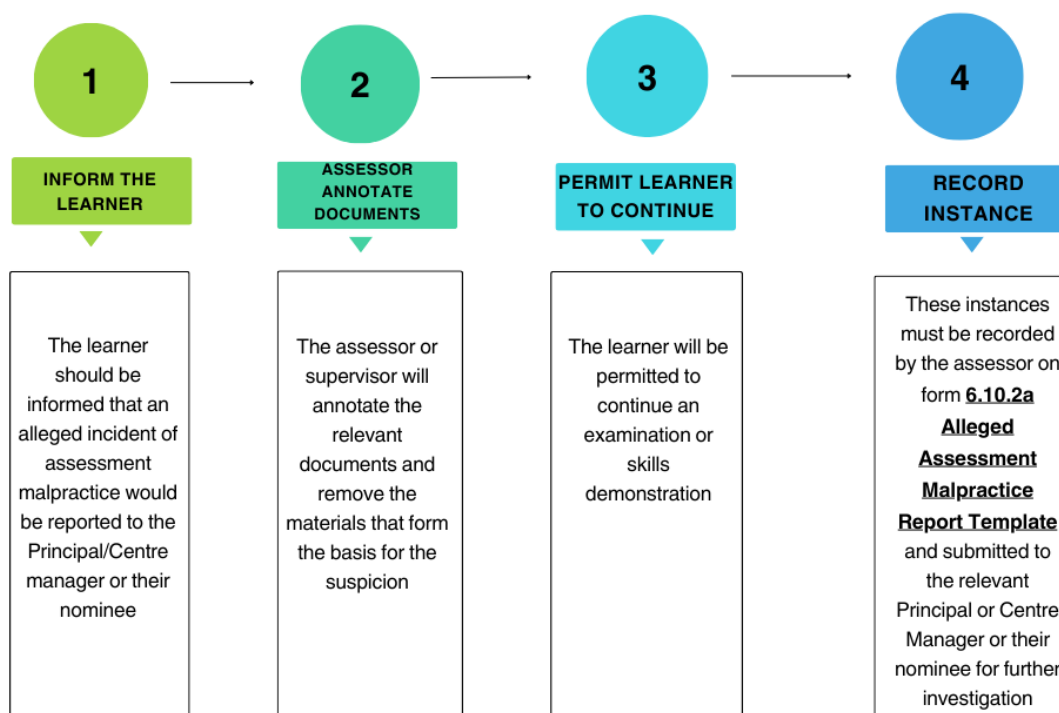 1
INFORM THE
LEARNER
The learner
should be
informed that an
alleged incident of
assessment
malpractice would
be reported to the
Principal/Centre
manager or their
nominee
2
ASSESSOR
ANNOTATE
DOCUMENTS
The assessor or
supervisor will
annotate the
relevant
documents and
remove the
materials that form
the basis for the
suspicion
3
PERMIT LEARNER
TO CONTINUE
The learner will be
permitted to
continue an
examination or
skills
demonstration
4
RECORD
INSTANCE
These instances
must be recorded
by the assessor on
form 6.10.2a
Alleged
Assessment
Malpractice
Report Template
and submitted to
the relevant
Principal or Centre
Manager or their
nominee for further
investigation